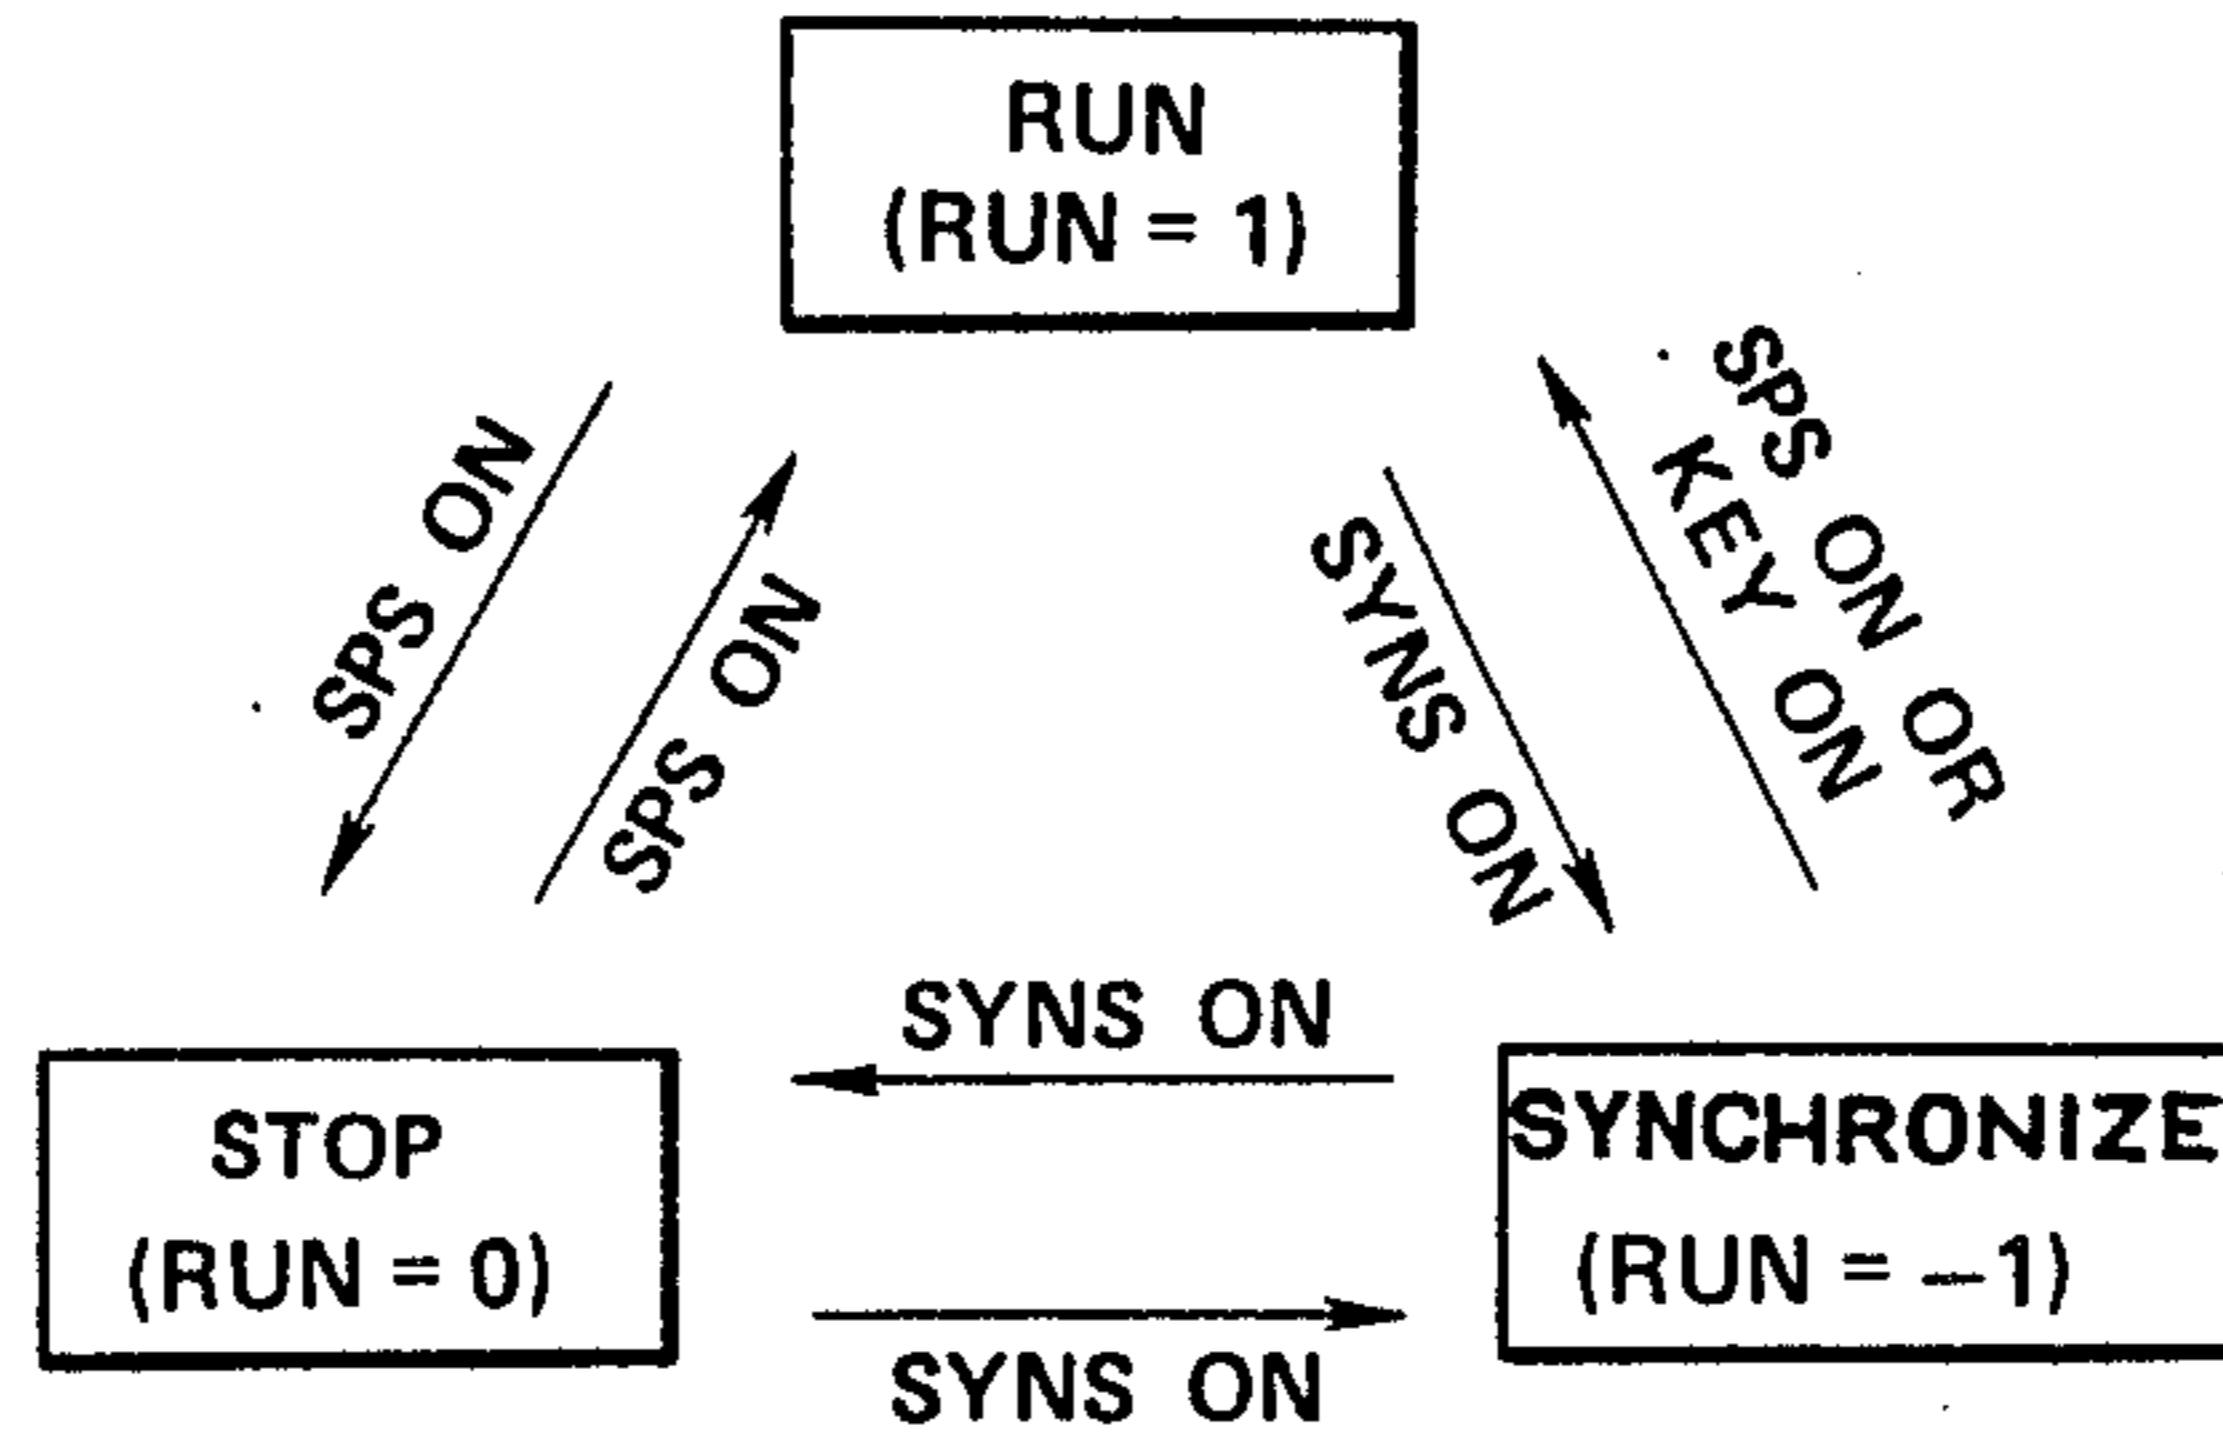 RUN
(RUN = 1)
SPS ON
SPS ON
SYNS ON
SPS ON OR
KEY ON
SYNS ON
STOP
(RUN = 0)
SYNCHRONIZE
(RUN = –1)
SYNS ON